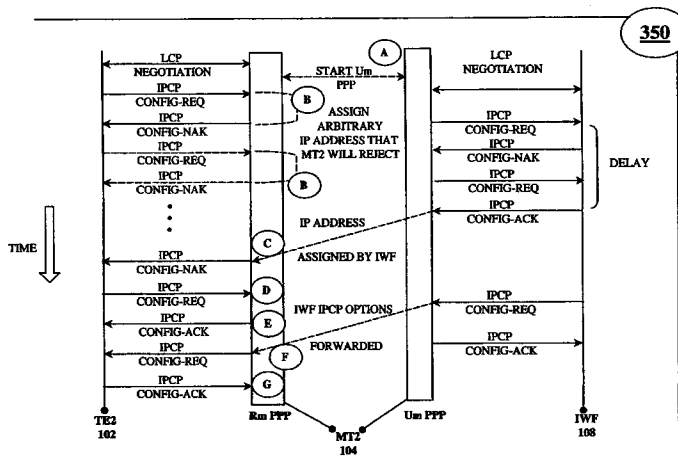 350
A
LCP
NEGOTIATION
START Um
PPP
LCP
NEGOTIATION
IPCP
CONFIG-REQ
B
IPCP
CONFIG-NAK
ASSIGN
ARBITRARY
IP ADDRESS THAT
MT2 WILL REJECT
IPCP
CONFIG-REQ
IPCP
CONFIG-REQ
IPCP
CONFIG-NAK
DELAY
IPCP
CONFIG-NAK
B
IPCP
CONFIG-REQ
IP ADDRESS
IPCP
CONFIG-ACK
TIME
C
IPCP
CONFIG-NAK
ASSIGNED BY IWF
IPCP
CONFIG-REQ
D
IWF IPCP OPTIONS
IPCP
CONFIG-REQ
IPCP
CONFIG-ACK
E
FORWARDED
IPCP
CONFIG-REQ
F
IPCP
CONFIG-ACK
IPCP
CONFIG-ACK
G
TE2
102
Rm PPP
MT2
104
Um PPP
IWF
108